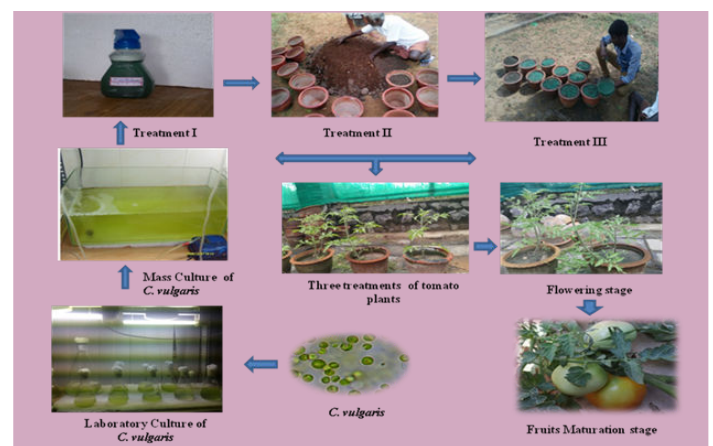 Treatment I
Treatment II
Treatment III
Mass Culture of
C. vulgaris
Three treatments of tomato
plants
Flowering stage
Laboratory Culture of
C. vulgaris
C. vulgaris
Fruits Maturation stage